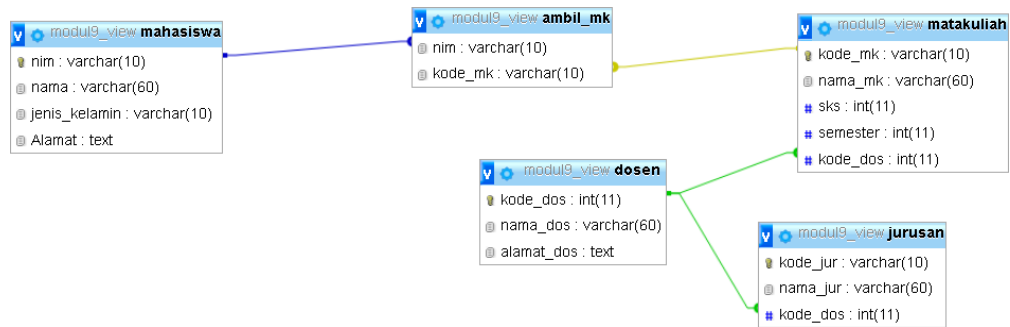 modul9_view mahasiswa
nim : varchar(10)
nama : varchar(60)
jenis_kelamin : varchar(10)
Alamat : text
modul9_view ambil_mk
nim : varchar(10)
kode_mk : varchar(10)
modul9_view matakuliah
kode_mk : varchar(10)
nama_mk : varchar(60)
# sks : int(11)
# semester : int(11)
# kode_dos : int(11)
modul9_view dosen
kode_dos : int(11)
nama_dos : varchar(60)
alamat_dos : text
modul9_view jurusan
kode_jur : varchar(10)
nama_jur : varchar(60)
# kode_dos : int(11)